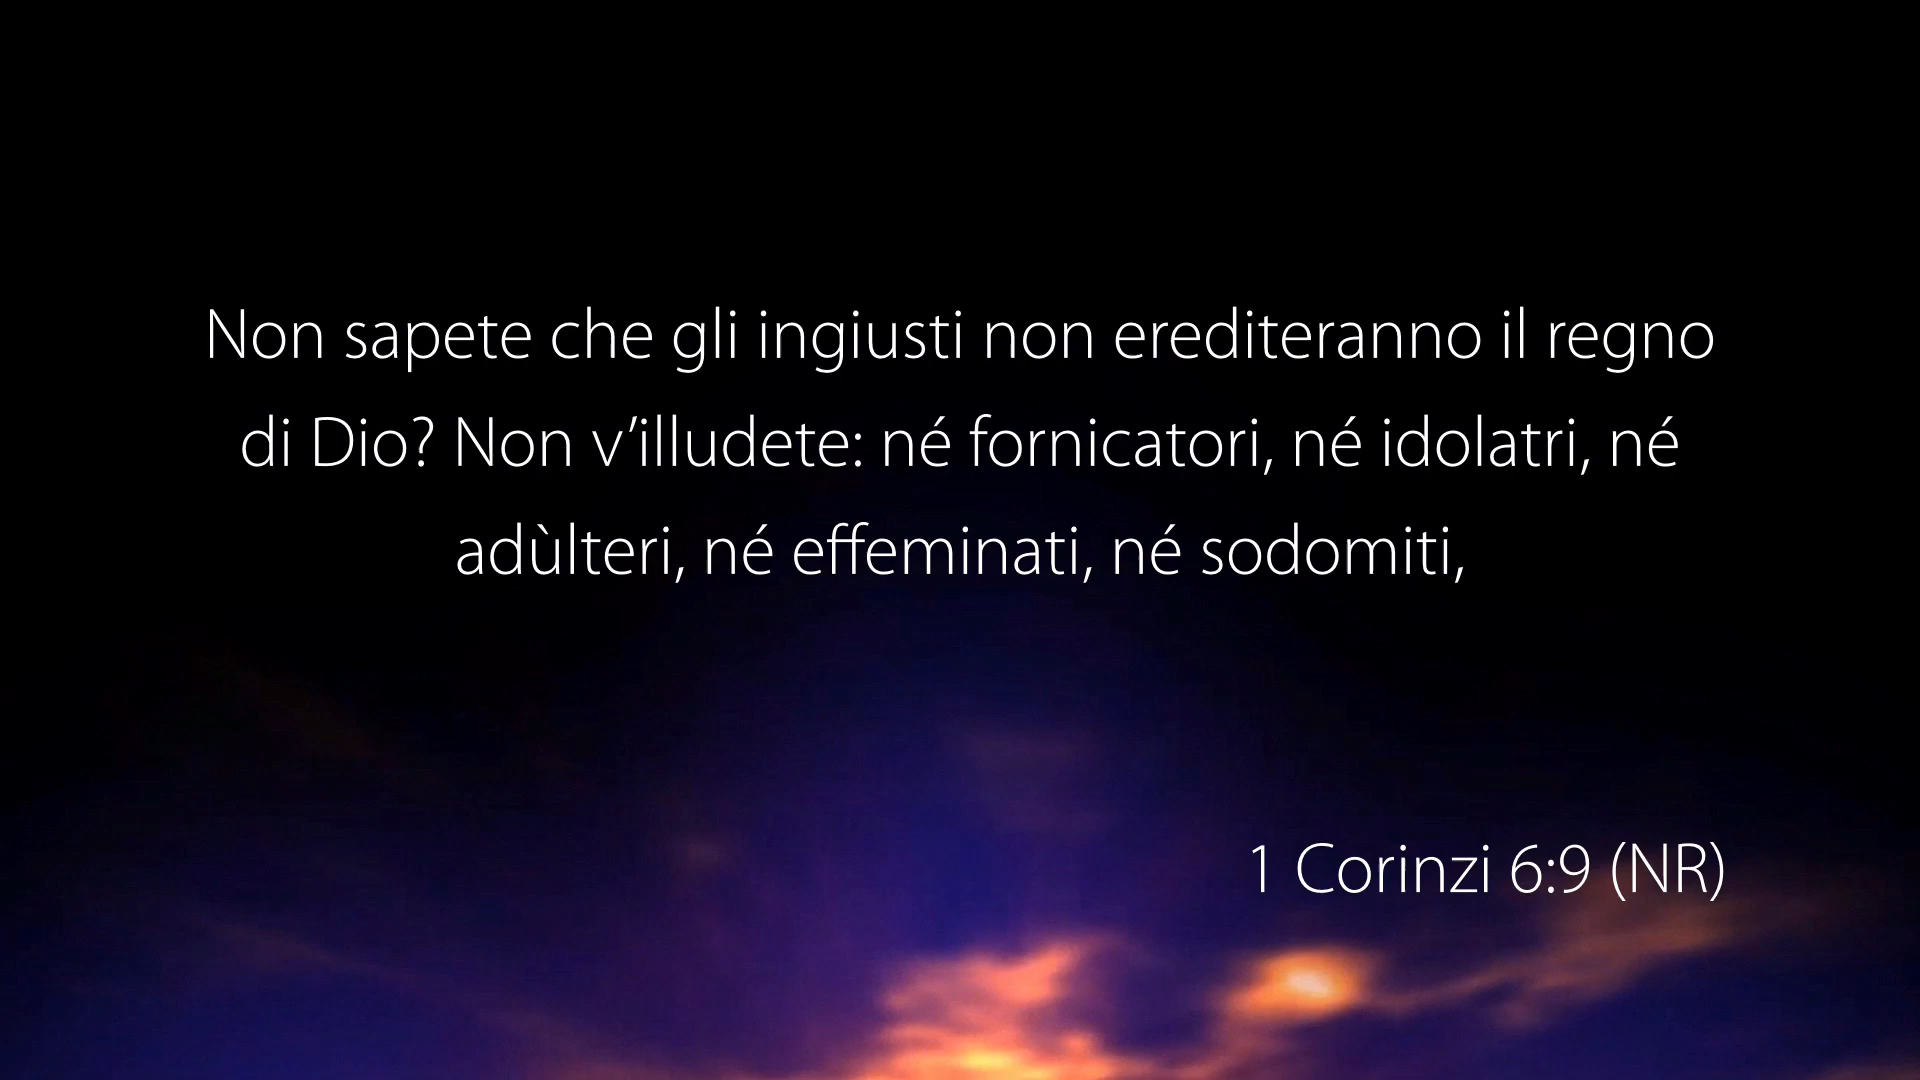 Non sapete che gli ingiusti non erediteranno il regno
di Dio? Non v’illudete: né fornicatori, né idolatri, né
adùlteri, né effeminati, né sodomiti,
1 Corinzi 6:9 (NR)